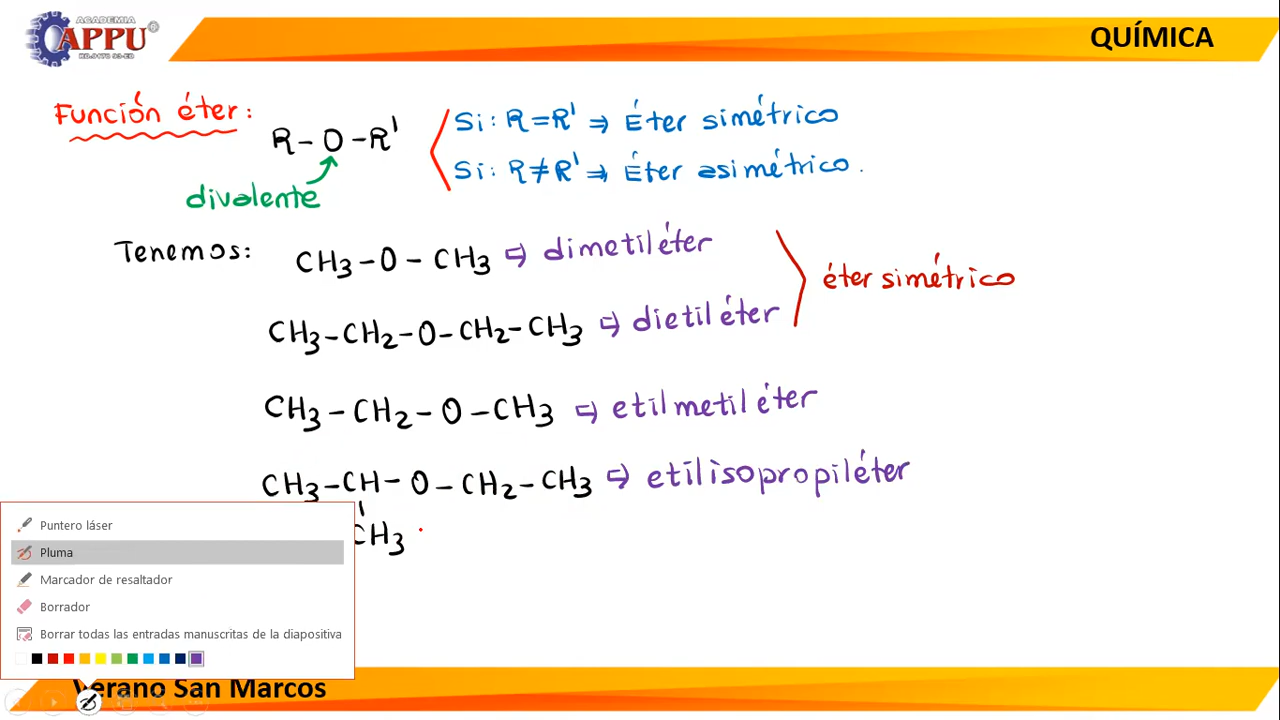 ACADEMIA
APPU
QUÍMICA
Función éter:
R-O-R'
divalente
Si: R=R' ⇒ Éter simétrico
Si: R≠R' ⇒ Éter asimétrico.
Tenemos:
CH3-O-CH3 ⇨ dimetiléter
CH3-CH2-O-CH2-CH3 ⇨ dietiléter
éter simétrico
CH3-CH2-O-CH3 ⇨ etilmetiléter
CH3-CH-O-CH2-CH3 ⇨ etilisopropiléter
CH3
Puntero láser
Pluma
Marcador de resaltador
Borrador
Borrar todas las entradas manuscritas de la diapositiva
Verano San Marcos